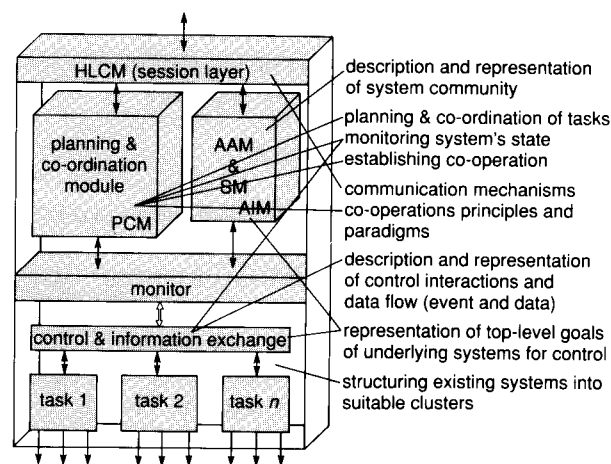 HLCM (session layer)
planning &
co-ordination
module
PCM
AAM
&
SM
AIM
monitor
control & information exchange
task 1
task 2
task n
description and representation
of system community
planning & co-ordination of tasks
monitoring system's state
establishing co-operation
communication mechanisms
co-operations principles and
paradigms
description and representation
of control interactions and
data flow (event and data)
representation of top-level goals
of underlying systems for control
structuring existing systems into
suitable clusters